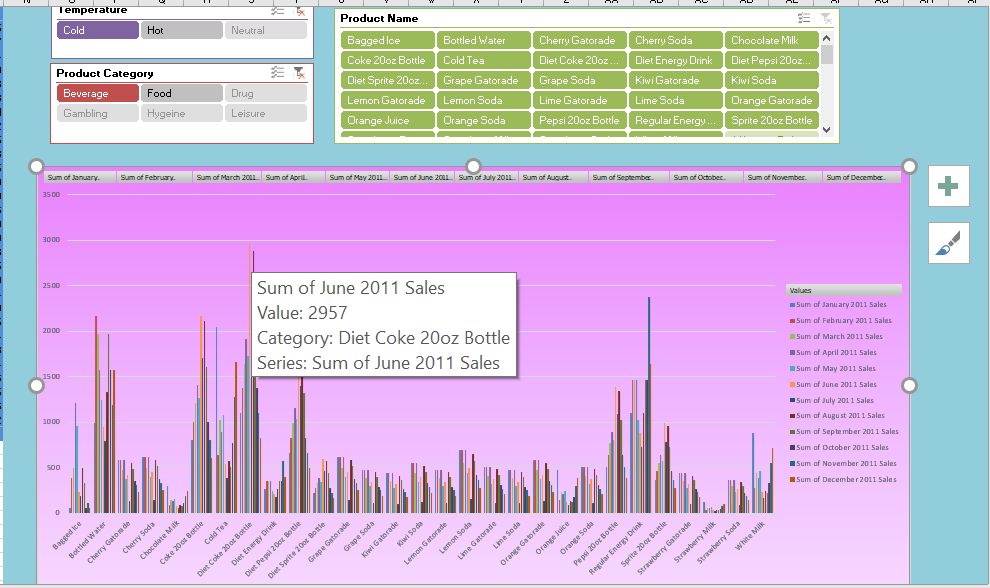 Temperature
Cold Hot Neutral
Product Category
Beverage Food Drug
Gambling Hygeine Leisure
Product Name
Bagged Ice Bottled Water Cherry Gatorade Cherry Soda Chocolate Milk
Coke 20oz Bottle Cold Tea Diet Coke 20oz ... Diet Energy Drink Diet Pepsi 20oz...
Diet Sprite 20oz... Grape Gatorade Grape Soda Kiwi Gatorade Kiwi Soda
Lemon Gatorade Lemon Soda Lime Gatorade Lime Soda Orange Gatorade
Orange Juice Orange Soda Pepsi 20oz Bottle Regular Energy ... Sprite 20oz Bottle
Sum of January.. Sum of February.. Sum of March 2011.. Sum of April.. Sum of May 2011.. Sum of June 2011.. Sum of July 2011.. Sum of August.. Sum of September.. Sum of October.. Sum of November.. Sum of December..
3500
3000
2500
2000
1500
1000
500
0
Sum of June 2011 Sales
Value: 2957
Category: Diet Coke 20oz Bottle
Series: Sum of June 2011 Sales
Values
Sum of January 2011 Sales
Sum of February 2011 Sales
Sum of March 2011 Sales
Sum of April 2011 Sales
Sum of May 2011 Sales
Sum of June 2011 Sales
Sum of July 2011 Sales
Sum of August 2011 Sales
Sum of September 2011 Sales
Sum of October 2011 Sales
Sum of November 2011 Sales
Sum of December 2011 Sales
Bagged Ice
Bottled Water
Cherry Gatorade
Cherry Soda
Chocolate Milk
Coke 20oz Bottle
Cold Tea
Diet Coke 20oz Bottle
Diet Energy Drink
Diet Pepsi 20oz Bottle
Diet Sprite 20oz Bottle
Grape Gatorade
Grape Soda
Kiwi Gatorade
Kiwi Soda
Lemon Gatorade
Lemon Soda
Lime Gatorade
Lime Soda
Orange Gatorade
Orange Juice
Orange Soda
Pepsi 20oz Bottle
Regular Energy Drink
Sprite 20oz Bottle
Strawberry Gatorade
Strawberry Milk
Strawberry Soda
White Milk